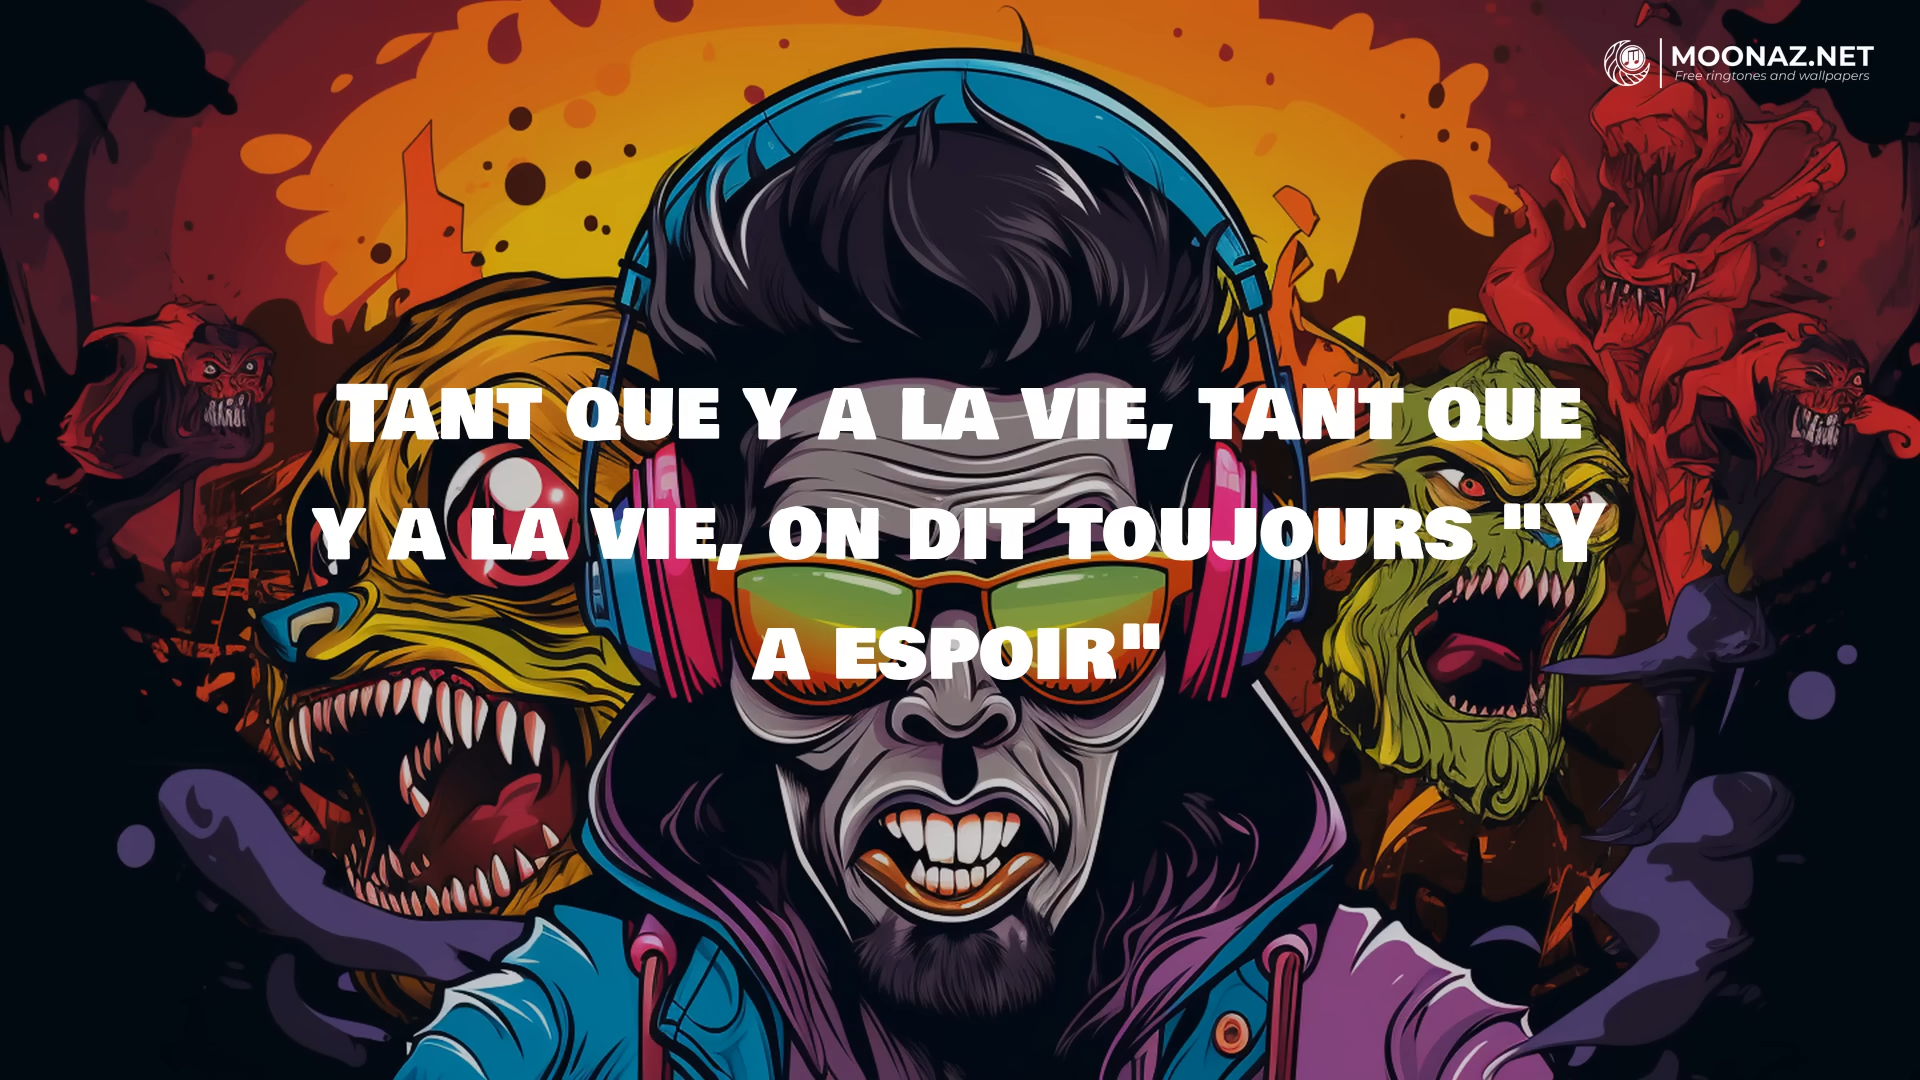 MOONAZ.NET
Free ringtones and wallpapers
Tant que y a la vie, tant que
y a la vie, on dit toujours "Y
a espoir"